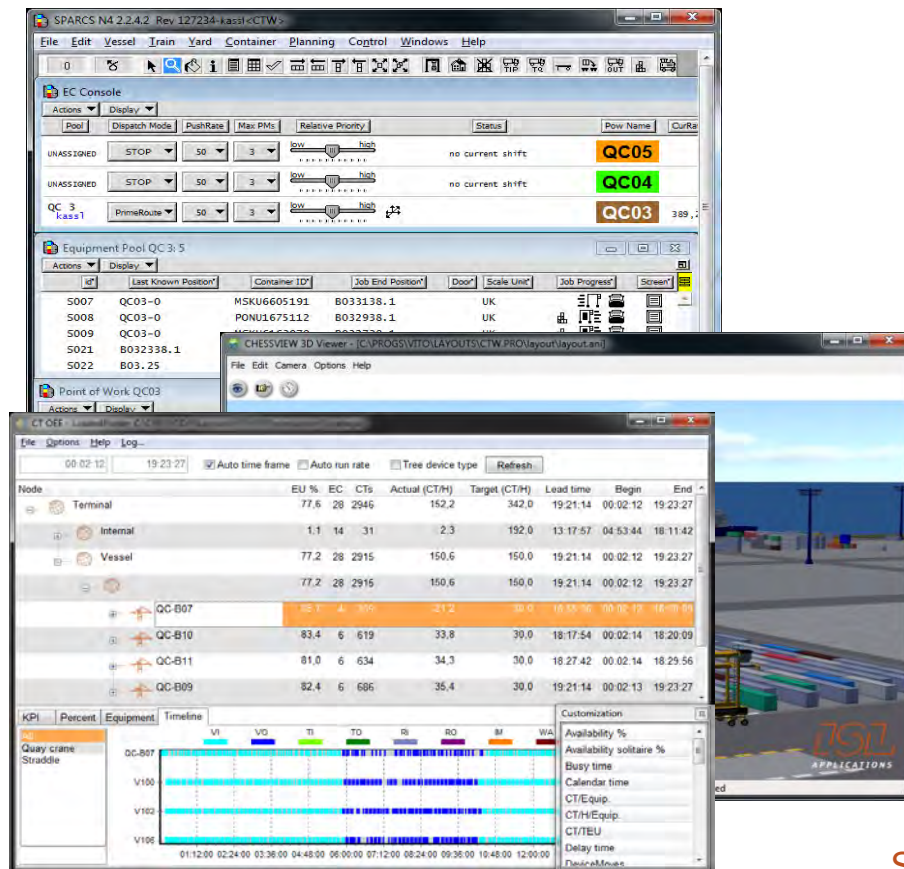 SPARCS N4 2.2.4.2 Rev 127234-kassl<CTW>
File Edit Vessel Train Yard Container Planning Control Windows Help
0
EC Console
Actions Display
Pool Dispatch Mode PushRate Max PMs Relative Priority Status Pow Name CurRa
UNASSIGNED STOP 50 3 low high no current shift QC05
UNASSIGNED STOP 50 3 low high no current shift QC04
QC 3 kassl PrimeRoute 50 3 low high QC03 389,2
Equipment Pool QC 3: 5
Actions Display
id* Last Known Position* Container ID* Job End Position* Door* Scale Unit* Job Progress* Screen*
S007 QC03-0 MSKU6605191 B033138.1 UK
S008 QC03-0 PONU1675112 B032938.1 UK
S009 QC03-0
S021 B032338.1
S022 B03.25
Point of Work QC03
Actions Display
CHESSVIEW 3D Viewer - [C:\PROGS\VITO\LAYOUTS\CTW.PRO\layout\layout.ani]
File Edit Camera Options Help
CT OFF
File Options Help Log...
00:02:12 19:23:27 Auto time frame Auto run rate Tree device type Refresh
Node EU % EC CTs Actual (CT/H) Target (CT/H) Lead time Begin End
Terminal 77,6 28 2946 152,2 342,0 19:21:14 00:02:12 19:23:27
Internal 1,1 14 31 2,3 192,0 13:17:57 04:53:44 18:11:42
Vessel 77,2 28 2915 150,6 150,0 19:21:14 00:02:12 19:23:27
77,2 28 2915 150,6 150,0 19:21:14 00:02:12 19:23:27
QC-B07
QC-B10 83,4 6 619 33,8 30,0 18:17:54 00:02:14 18:20:09
QC-B11 81,0 6 634 34,3 30,0 18:27:42 00:02:14 18:29:56
QC-B09 82,4 6 686 35,4 30,0 19:21:14 00:02:13 19:23:27
KPI Percent Equipment Timeline
All
Quay crane
Straddle
VI VO TI TO RI RO IM WA
QC-B07
V100
V102
V106
01:12:00 02:24:00 03:36:00 04:48:00 06:00:00 07:12:00 08:24:00 09:36:00 10:48:00 12:00:00
Customization
Availability %
Availability solitaire %
Busy time
Calendar time
CT/Equip.
CT/H/Equip.
CT/TEU
Delay time
DeviceMoves
ISL
APPLICATIONS
ed
S